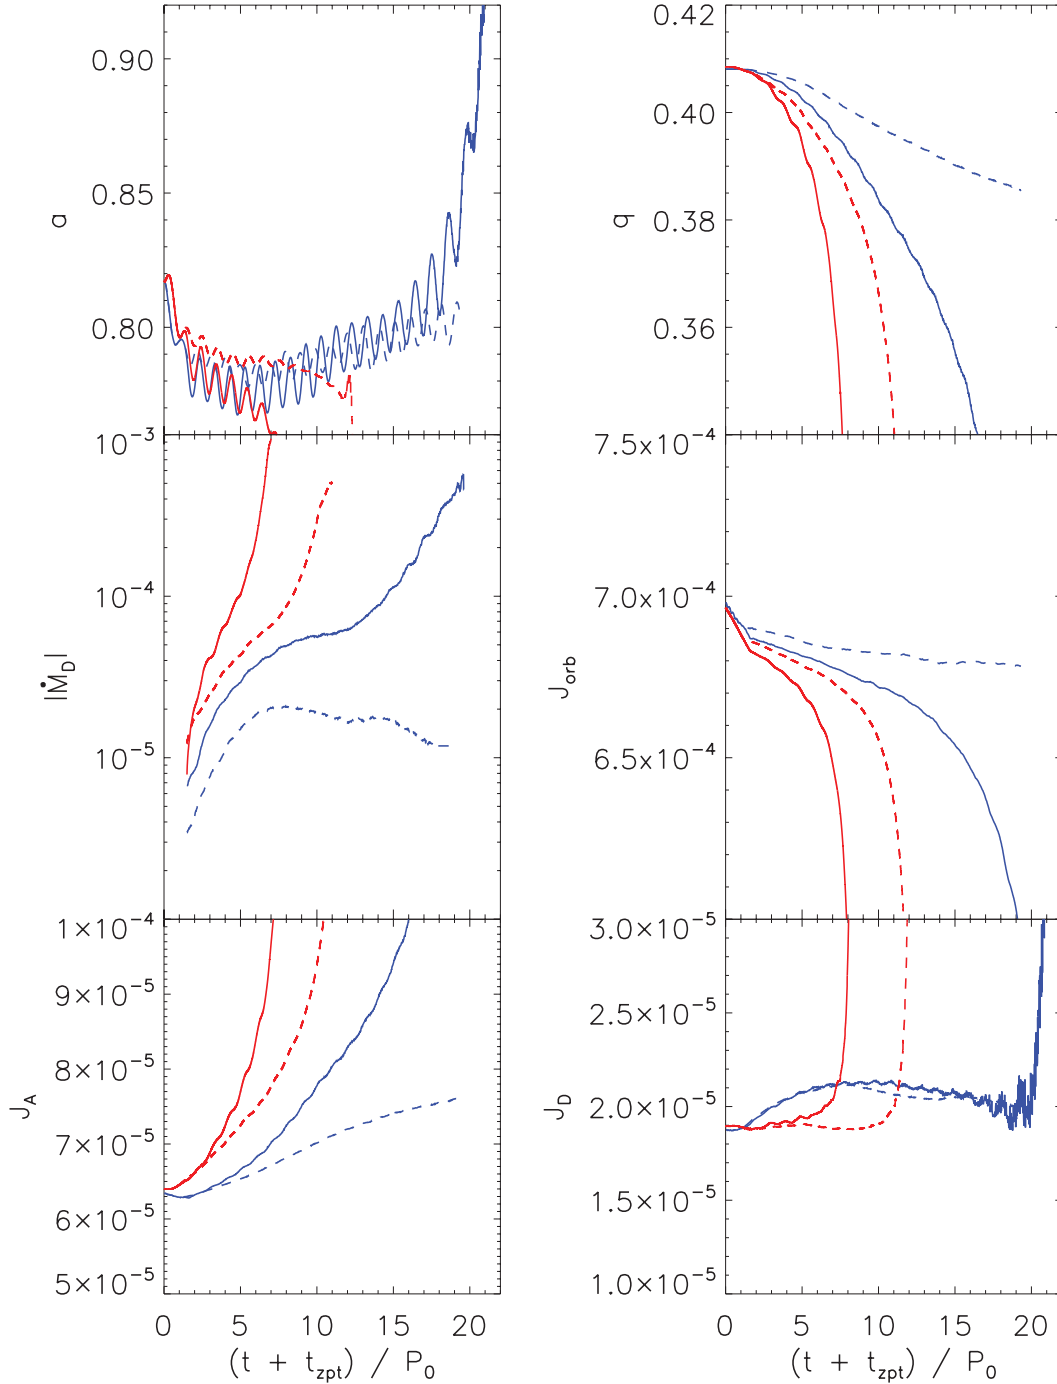 0.90
0.85
0.80
a
0.42
0.40
0.38
0.36
q
10⁻³
10⁻⁴
10⁻⁵
|Ṁ_D|
7.5×10⁻⁴
7.0×10⁻⁴
6.5×10⁻⁴
J_orb
1×10⁻⁴
9×10⁻⁵
8×10⁻⁵
7×10⁻⁵
6×10⁻⁵
5×10⁻⁵
J_A
0 5 10 15 20
(t + t_zpt) / P_0
3.0×10⁻⁵
2.5×10⁻⁵
2.0×10⁻⁵
1.5×10⁻⁵
1.0×10⁻⁵
J_D
0 5 10 15 20
(t + t_zpt) / P_0